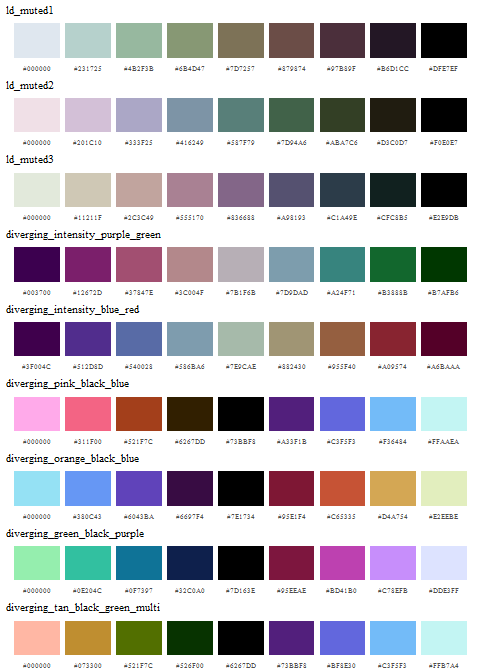 ld_muted1
#000000 #231725 #4B2F3B #6B4D47 #7D7257 #879874 #97B89F #B6D1CC #DFE7EF
ld_muted2
#000000 #201C10 #333F25 #416249 #587F79 #7D94A6 #ABA7C6 #D3C0D7 #F0E0E7
ld_muted3
#000000 #11211F #2C3C49 #555170 #836688 #A98193 #C1A49E #CFC8B5 #E2E9DB
diverging_intensity_purple_green
#003700 #12672D #37847E #3C004F #7B1F6B #7D9DAD #A24F71 #B3888B #B7AFB6
diverging_intensity_blue_red
#3F004C #512D8D #540028 #586BA6 #7E9CAE #882430 #955F40 #A09574 #A6BAAA
diverging_pink_black_blue
#000000 #311F00 #521F7C #6267DD #73BBF8 #A33F1B #C3F5F3 #F36484 #FFAAEA
diverging_orange_black_blue
#000000 #380C43 #6043BA #6697F4 #7E1734 #95E1F4 #C65335 #D4A754 #E2EEBE
diverging_green_black_purple
#000000 #0E204C #0F7397 #32C0A0 #7D163E #95EEAE #BD41B0 #C78EFB #DDE3FF
diverging_tan_black_green_multi
#000000 #073300 #521F7C #526F00 #6267DD #73BBF8 #BF8E30 #C3F5F3 #FFB7A4